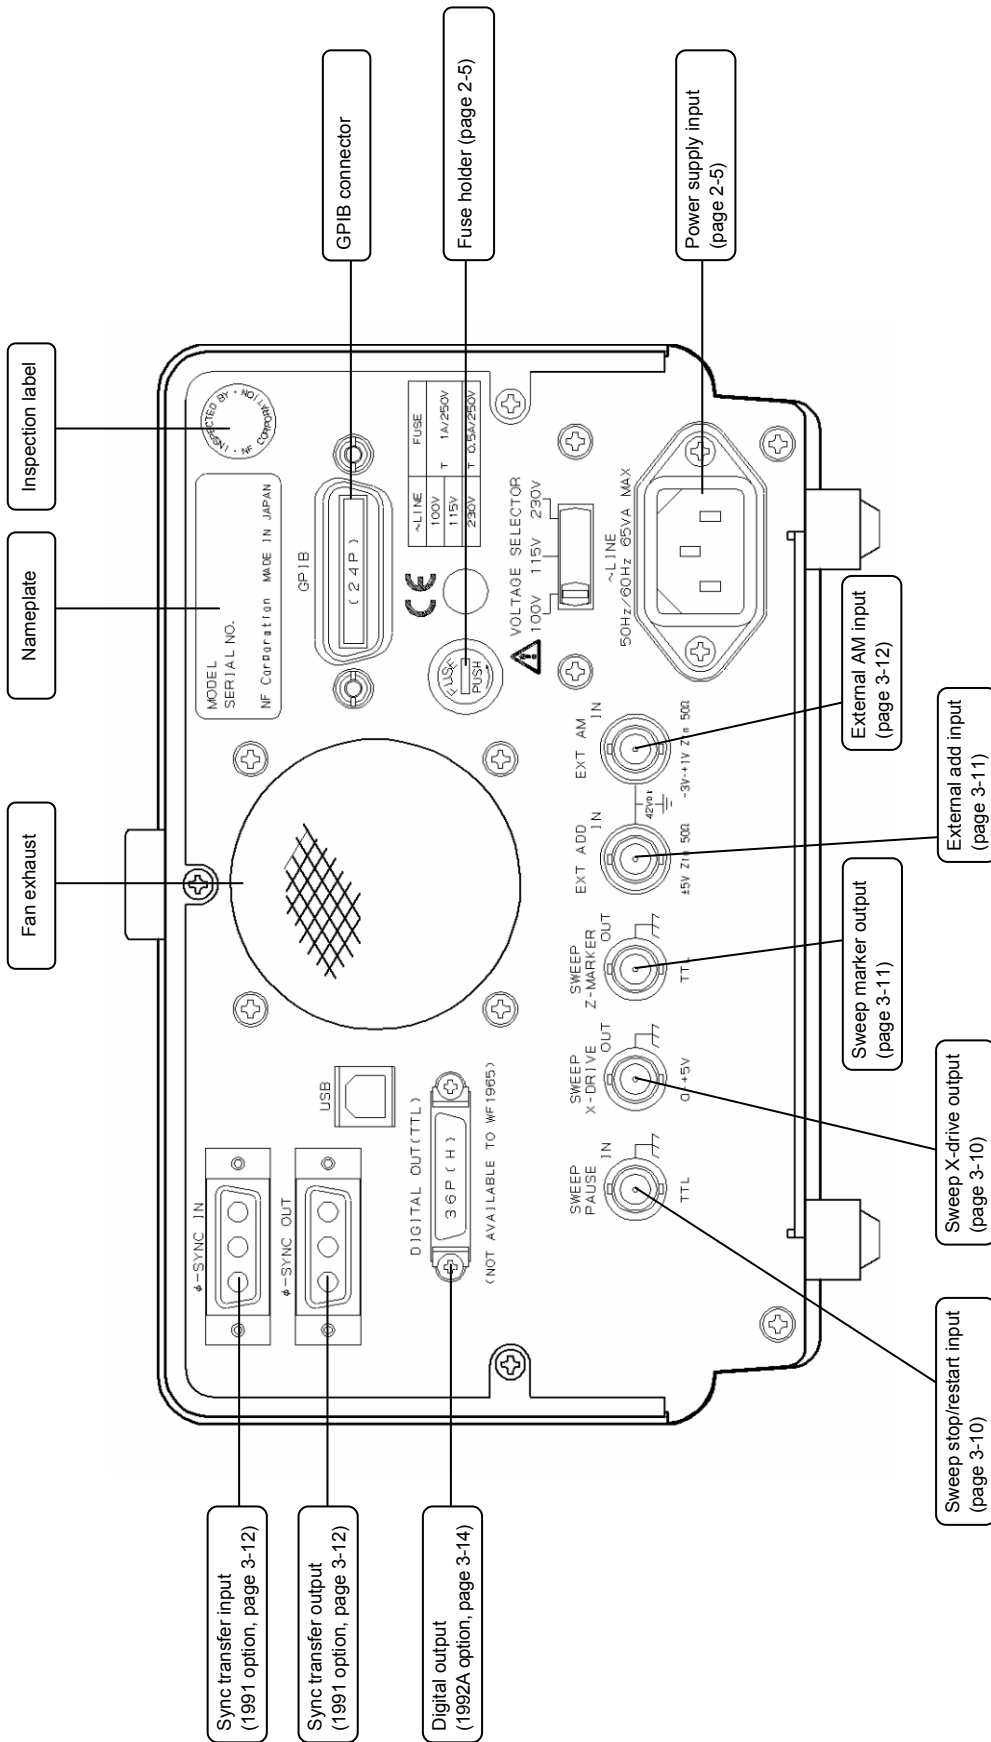 Fan exhaust
Nameplate
Inspection label
Sync transfer input
(1991 option, page 3-12)
Sync transfer output
(1991 option, page 3-12)
Digital output
(1992A option, page 3-14)
GPIB connector
Fuse holder (page 2-5)
Power supply input
(page 2-5)
φ-SYNC IN
φ-SYNC OUT
USB
DIGITAL OUT(TTL)
36P(H)
(NOT AVAILABLE TO WF1965)
MODEL
SERIAL NO.
NF Corporation MADE IN JAPAN
INSPECTED BY
NF CORPORATION
GPIB
(24P)
CE
FUSE
PUSH
~LINE FUSE
100V
115V
T 1A/250V
230V T 0.5A/250V
VOLTAGE SELECTOR
100V 115V 230V
~LINE
50Hz/60Hz 65VA MAX
SWEEP
PAUSE IN
TTL
SWEEP
X-DRIVE OUT
0/+5V
SWEEP
Z-MARKER OUT
TTL
EXT ADD
IN
±5V Zin 50Ω
EXT AM
IN
-3V-+1V Zin 50Ω
Sweep stop/restart input
(page 3-10)
Sweep X-drive output
(page 3-10)
Sweep marker output
(page 3-11)
External add input
(page 3-11)
External AM input
(page 3-12)